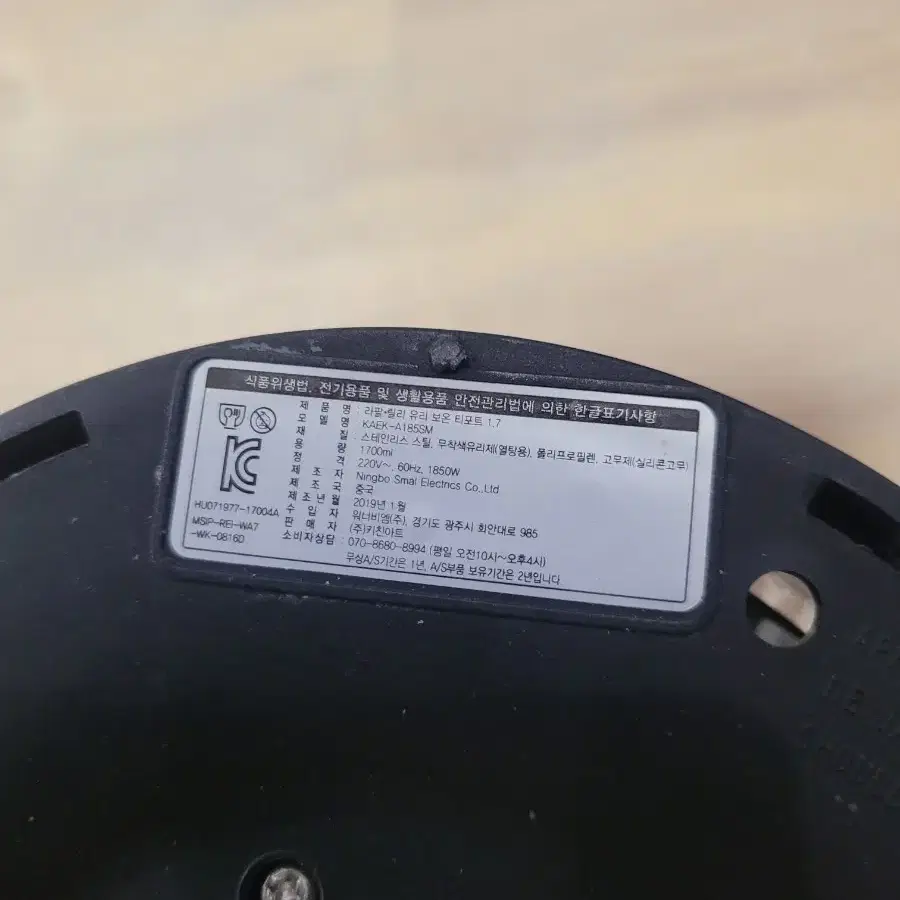 식품위생법, 전기용품 및 생활용품 안전관리법에 의한 한글표기사항
제품명 : 라팔·릴리 유리 보온 티포트 1.7
모델명 : KAEK-A185SM
재질 : 스테인리스 스틸, 무착색유리제(열탕용), 폴리프로필렌, 고무제(실리콘고무)
용량 : 1700ml
정격 : 220V~, 60Hz, 1850W
제조자 : Ningbo Smal Electrics Co.,Ltd
제조국 : 중국
제조년월 : 2019년 1월
수입자 : 워너비엠(주), 경기도 광주시 회안대로 985
판매자 : (주)키친아트
소비자상담 : 070-8680-8994 (평일 오전10시~오후4시)
무상A/S기간은 1년, A/S부품 보유기간은 2년입니다.
KC
HU071977-17004A
MSIP-REI-WA7
-WK-0816D